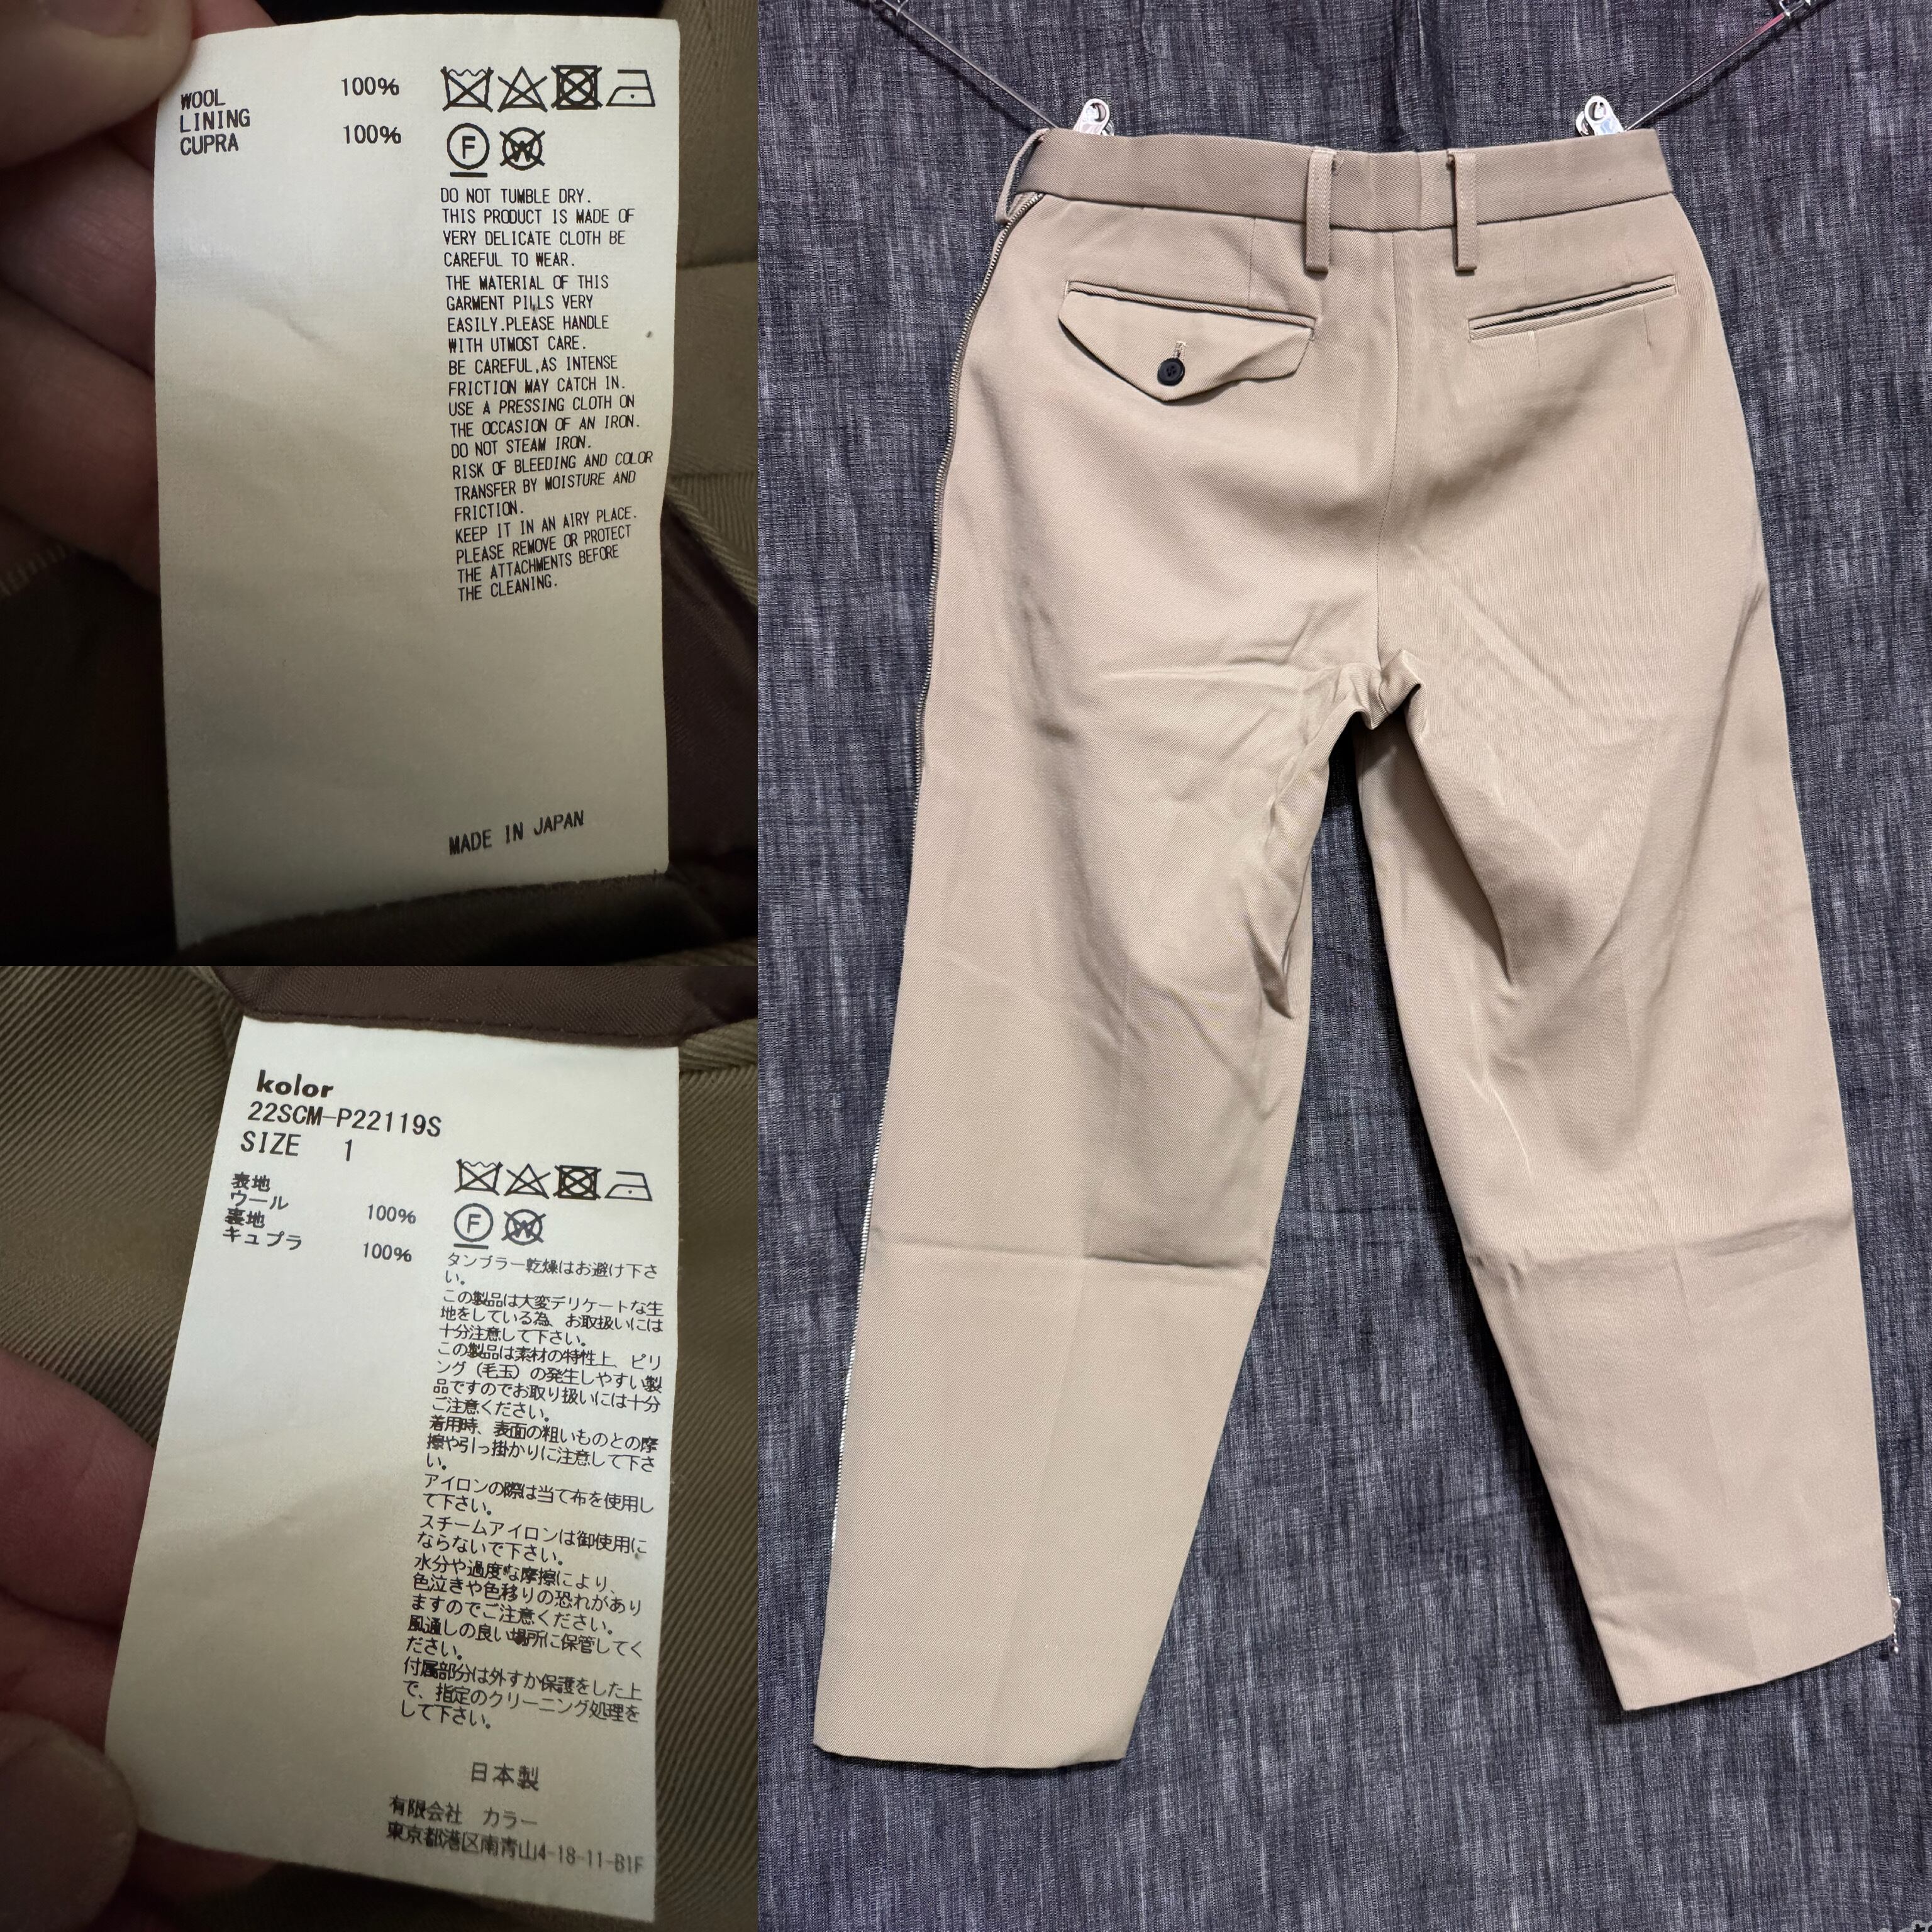 WOOL 100%
LINING
CUPRA 100%
F
W
DO NOT TUMBLE DRY.
THIS PRODUCT IS MADE OF
VERY DELICATE CLOTH BE
CAREFUL TO WEAR.
THE MATERIAL OF THIS
GARMENT PILLS VERY
EASILY.PLEASE HANDLE
WITH UTMOST CARE.
BE CAREFUL,AS INTENSE
FRICTION MAY CATCH IN.
USE A PRESSING CLOTH ON
THE OCCASION OF AN IRON.
DO NOT STEAM IRON.
RISK OF BLEEDING AND COLOR
TRANSFER BY MOISTURE AND
FRICTION.
KEEP IT IN AN AIRY PLACE.
PLEASE REMOVE OR PROTECT
THE ATTACHMENTS BEFORE
THE CLEANING.
MADE IN JAPAN
kolor
22SCM-P22119S
SIZE 1
表地
ウール 100%
裏地
キュプラ 100%
F
W
タンブラー乾燥はお避け下さ
い。
この製品は大変デリケートな生
地をしている為、お取扱いには
十分注意して下さい。
この製品は素材の特性上、ピリ
ング（毛玉）の発生しやすい製
品ですのでお取り扱いには十分
ご注意ください。
着用時、表面の粗いものとの摩
擦や引っ掛かりに注意して下さ
い。
アイロンの際は当て布を使用し
て下さい。
スチームアイロンは御使用に
ならないで下さい。
水分や過度な摩擦により、
色泣きや色移りの恐れがあり
ますのでご注意ください。
風通しの良い場所に保管してく
ださい。
付属部分は外すか保護をした上
で、指定のクリーニング処理を
して下さい。
日本製
有限会社 カラー
東京都港区南青山4-18-11-B1F